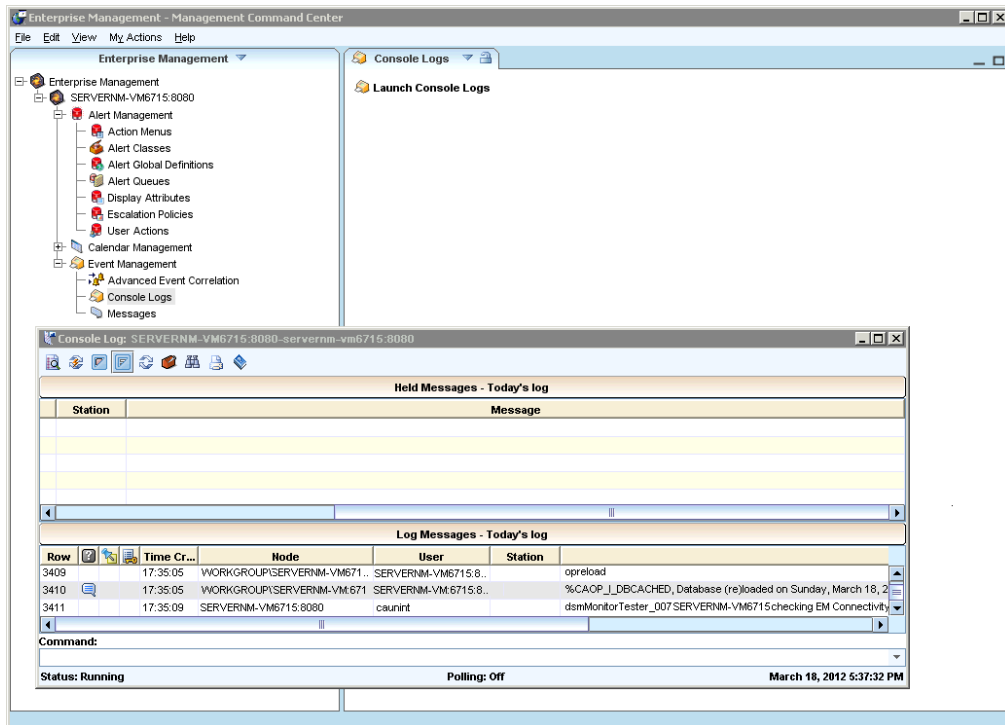 Enterprise Management - Management Command Center
File Edit View My Actions Help
Enterprise Management
Console Logs
Enterprise Management
SERVERNM-VM6715:8080
Alert Management
Action Menus
Alert Classes
Alert Global Definitions
Alert Queues
Display Attributes
Escalation Policies
User Actions
Calendar Management
Event Management
Advanced Event Correlation
Console Logs
Messages
Launch Console Logs
Console Log: SERVERNM-VM6715:8080-servernm-vm6715:8080
Held Messages - Today's log
Station Message
Log Messages - Today's log
Row Time Cr... Node User Station
3409 17:35:05 WORKGROUP\SERVERNM-VM671.. SERVERNM-VM6715:8.. opreload
3410 17:35:05 WORKGROUP\SERVERNM-VM:671 SERVERNM-VM:6715:8.. %CAOP_I_DBCACHED, Database (re)loaded on Sunday, March 18, 2
3411 17:35:09 SERVERNM-VM6715:8080 caunint dsmMonitorTester_007SERVERNM-VM6715checking EM Connectivity
Command:
Status: Running Polling: Off March 18, 2012 5:37:32 PM